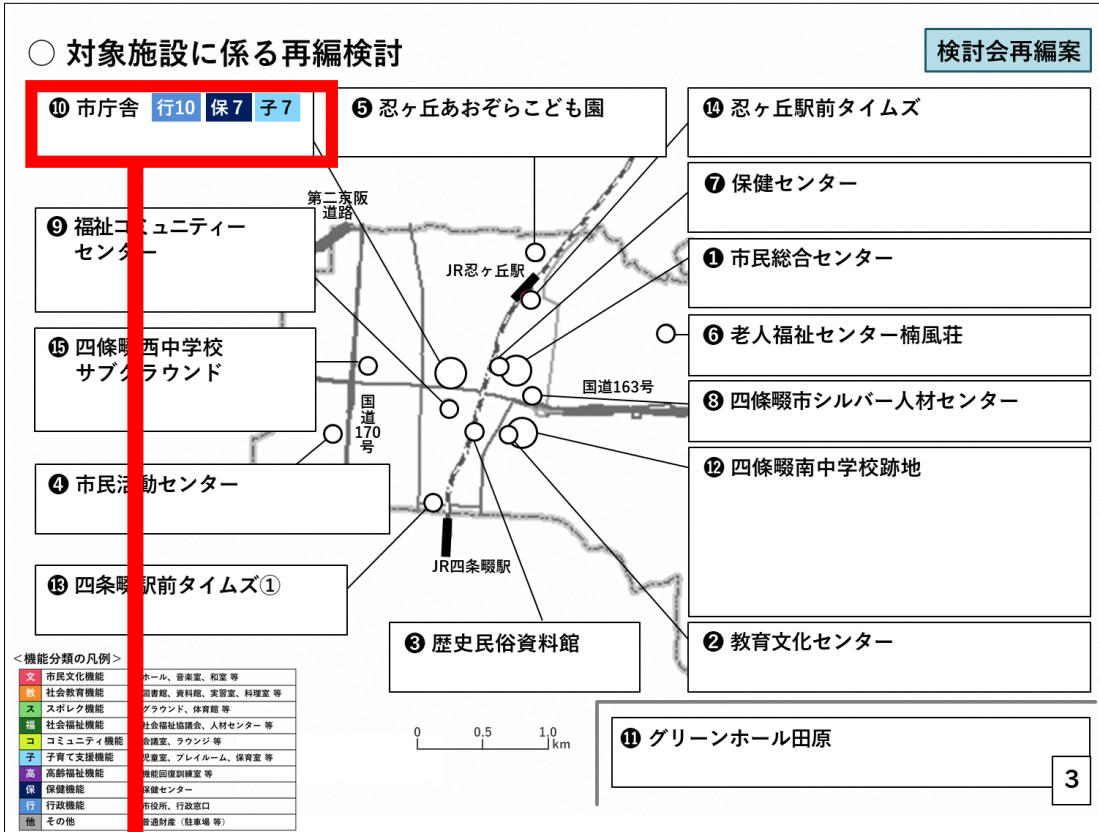 ○ 対象施設に係る再編検討
検討会再編案
❿ 市庁舎 行10 保7 子7
❺ 忍ヶ丘あおぞらこども園
⓮ 忍ヶ丘駅前タイムズ
❼ 保健センター
❶ 市民総合センター
❻ 老人福祉センター楠風荘
❽ 四條畷市シルバー人材センター
⓬ 四條畷南中学校跡地
❷ 教育文化センター
❾ 福祉コミュニティー
センター
⓯ 四條畷西中学校
サブグラウンド
❹ 市民活動センター
⓭ 四条畷駅前タイムズ①
❸ 歴史民俗資料館
⓫ グリーンホール田原
第二京阪
道路
JR忍ヶ丘駅
国道163号
国道170号
JR四条畷駅
0 0.5 1.0
km
<機能分類の凡例>
文 市民文化機能 ホール、音楽室、和室 等
教 社会教育機能 図書館、資料館、実習室、料理室 等
ス スポレク機能 グラウンド、体育館 等
福 社会福祉機能 社会福祉協議会、人材センター 等
コ コミュニティ機能 会議室、ラウンジ 等
子 子育て支援機能 児童室、プレイルーム、保育室 等
高 高齢福祉機能 機能回復訓練室 等
保 保健機能 保健センター
行 行政機能 市役所、行政窓口
他 その他 普通財産（駐車場 等）
3